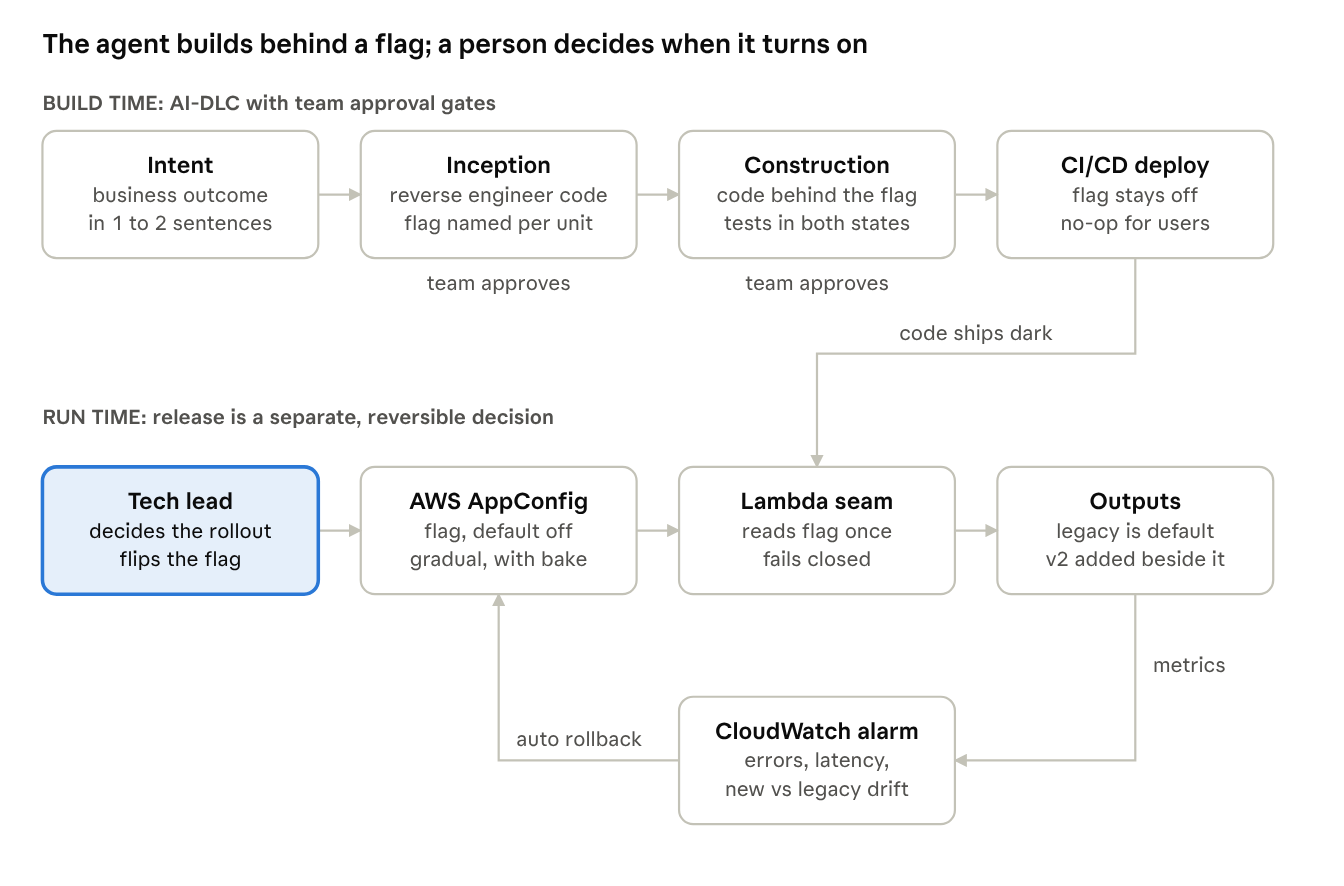 The agent builds behind a flag; a person decides when it turns on
BUILD TIME: AI-DLC with team approval gates
Intent
business outcome
in 1 to 2 sentences
Inception
reverse engineer code
flag named per unit
Construction
code behind the flag
tests in both states
CI/CD deploy
flag stays off
no-op for users
team approves
team approves
code ships dark
RUN TIME: release is a separate, reversible decision
Tech lead
decides the rollout
flips the flag
AWS AppConfig
flag, default off
gradual, with bake
Lambda seam
reads flag once
fails closed
Outputs
legacy is default
v2 added beside it
metrics
auto rollback
CloudWatch alarm
errors, latency,
new vs legacy drift